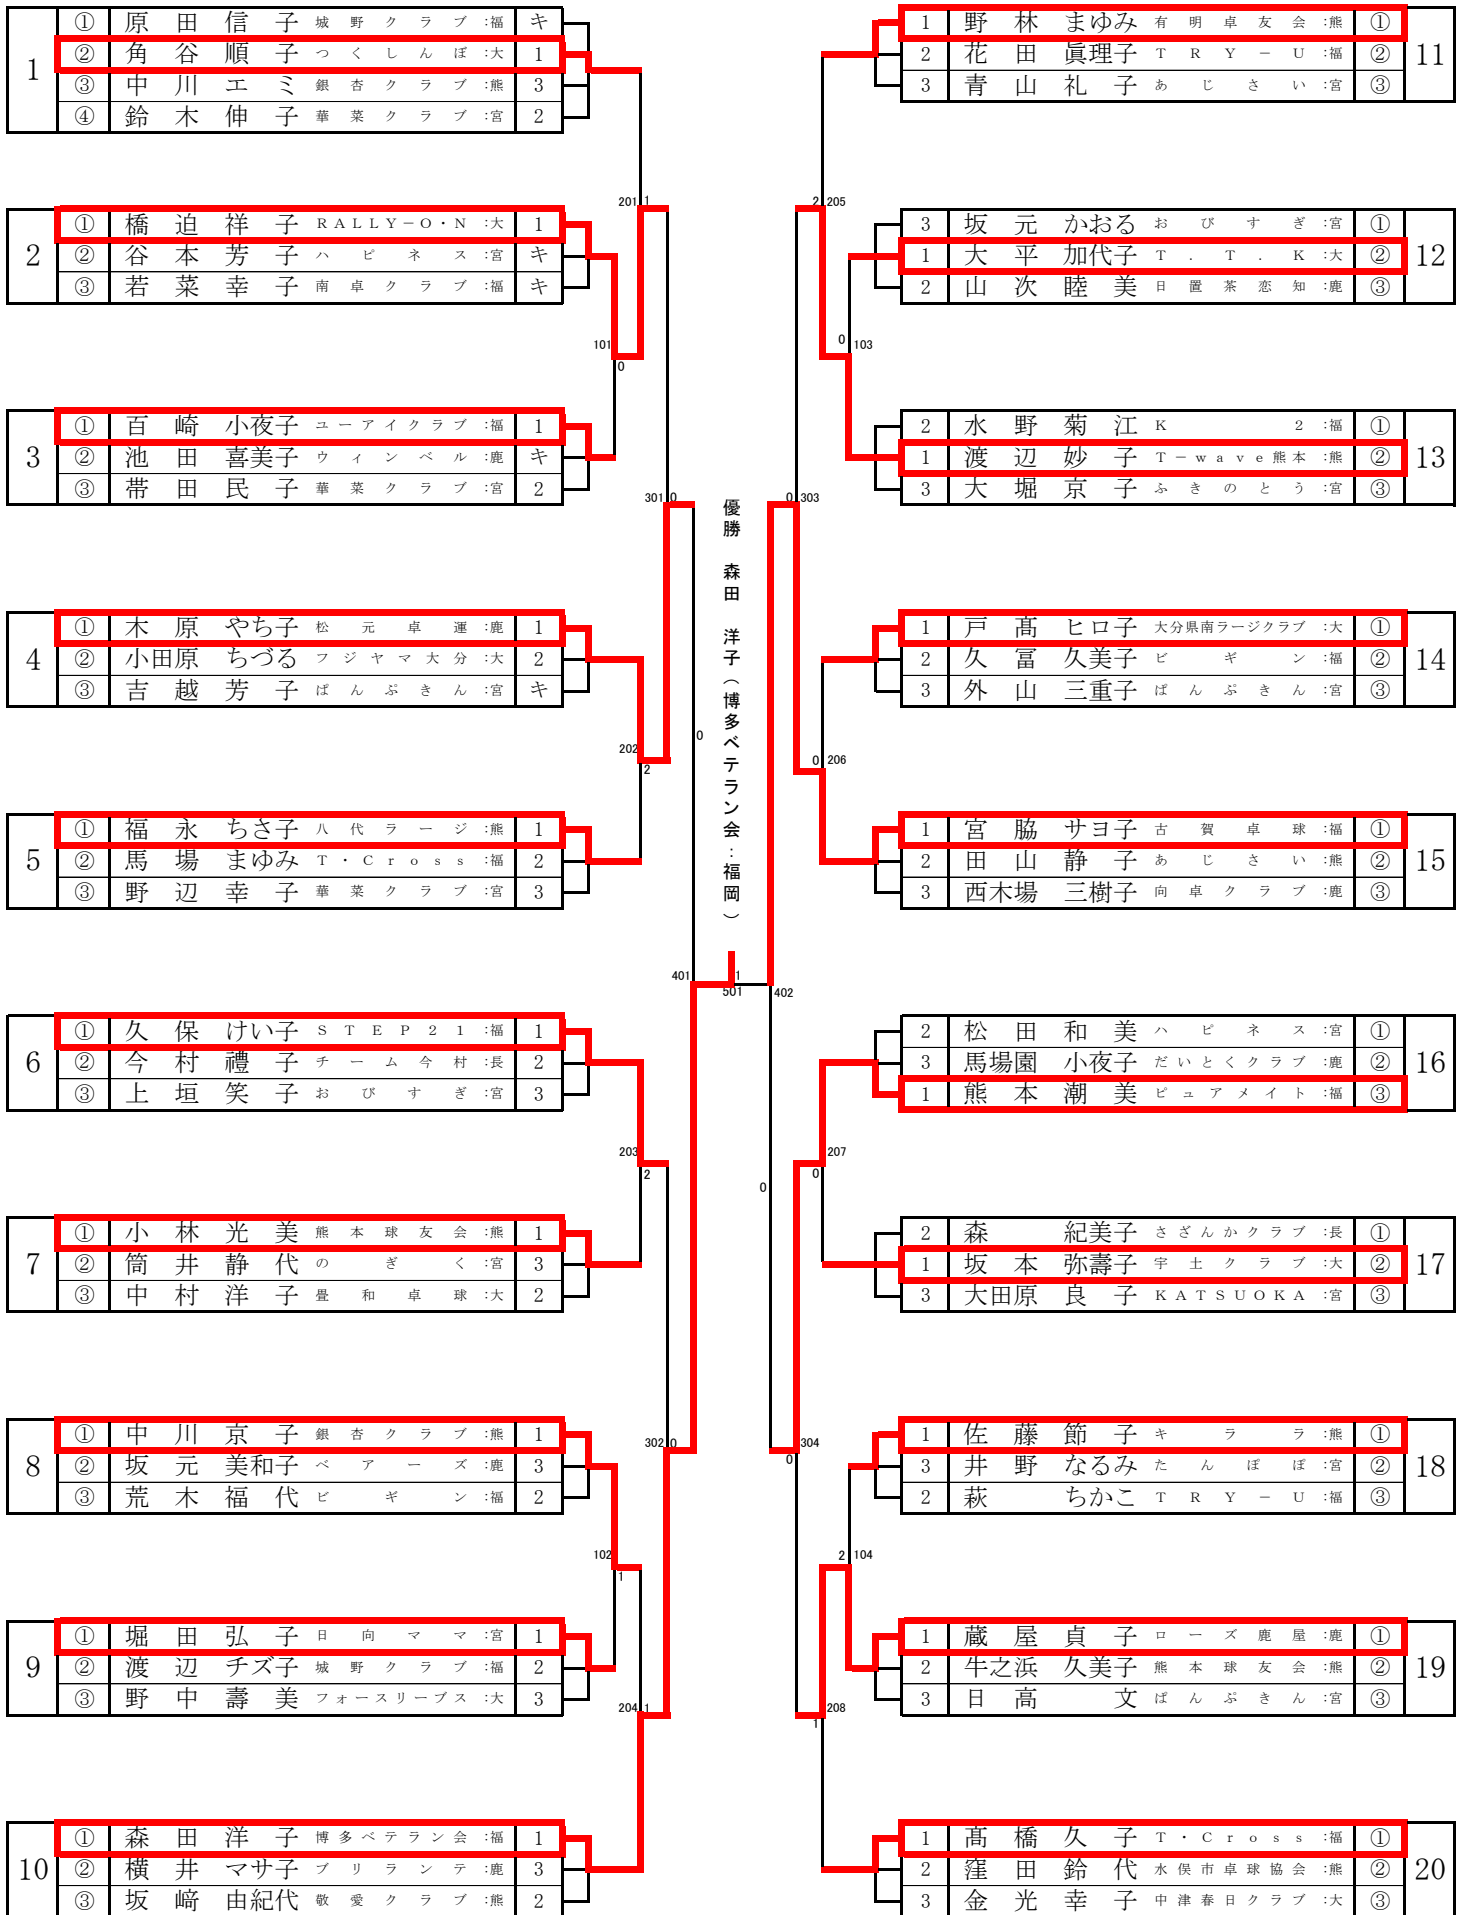 1
① 原田信子 城野クラブ :福 キ
② 角谷順子 つくしんぼ :大 1
③ 中川エミ 銀杏クラブ :熊 3
④ 鈴木伸子 華菜クラブ :宮 2
201 1
2
① 橋迫祥子 RALLY-O・N :大 1
② 谷本芳子 ハピネス :宮 キ
③ 若菜幸子 南卓クラブ :福 キ
101
0
3
① 百崎小夜子 ユーアイクラブ :福 1
② 池田喜美子 ウィンベル :鹿 キ
③ 帯田民子 華菜クラブ :宮 2
301 0
4
① 木原やち子 松元卓運 :鹿 1
② 小田原ちづる フジヤマ大分 :大 2
③ 吉越芳子 ぱんぷきん :宮 キ
0
202
2
5
① 福永ちさ子 八代ラージ :熊 1
② 馬場まゆみ T・Cross :福 2
③ 野辺幸子 華菜クラブ :宮 3
401
6
① 久保けい子 STEP21 :福 1
② 今村禮子 チーム今村 :長 2
③ 上垣笑子 おびすぎ :宮 3
203
2
7
① 小林光美 熊本球友会 :熊 1
② 筒井静代 のぎく :宮 3
③ 中村洋子 畳和卓球 :大 2
8
① 中川京子 銀杏クラブ :熊 1
② 坂元美和子 ベアーズ :鹿 3
③ 荒木福代 ビギン :福 2
302 0
102
1
9
① 堀田弘子 日向ママ :宮 1
② 渡辺チズ子 城野クラブ :福 2
③ 野中壽美 フォースリーブス :大 3
204 1
10
① 森田洋子 博多ベテラン会 :福 1
② 横井マサ子 ブリランテ :鹿 3
③ 坂﨑由紀代 敬愛クラブ :熊 2
優勝 森田 洋子(博多ベテラン会:福岡)
1
501
11
1 野林まゆみ 有明卓友会 :熊 ①
2 花田眞理子 TRY-U :福 ②
3 青山礼子 あじさい :宮 ③
2 205
12
3 坂元かおる おびすぎ :宮 ①
1 大平加代子 T.T.K :大 ②
2 山次睦美 日置茶恋知 :鹿 ③
0 103
13
2 水野菊江 K2 :福 ①
1 渡辺妙子 T-wave熊本 :熊 ②
3 大堀京子 ふきのとう :宮 ③
0 303
14
1 戸髙ヒロ子 大分県南ラージクラブ :大 ①
2 久冨久美子 ビギン :福 ②
3 外山三重子 ぱんぷきん :宮 ③
0 206
15
1 宮脇サヨ子 古賀卓球 :福 ①
2 田山静子 あじさい :熊 ②
3 西木場三樹子 向卓クラブ :鹿 ③
402
16
2 松田和美 ハピネス :宮 ①
3 馬場園小夜子 だいとくクラブ :鹿 ②
1 熊本潮美 ピュアメイト :福 ③
207
0
0
17
2 森紀美子 さざんかクラブ :長 ①
1 坂本弥壽子 宇土クラブ :大 ②
3 大田原良子 KATSUOKA :宮 ③
18
1 佐藤節子 キララ :熊 ①
3 井野なるみ たんぽぽ :宮 ②
2 萩ちかこ TRY-U :福 ③
304
0
2 104
19
1 蔵屋貞子 ローズ鹿屋 :鹿 ①
2 牛之浜久美子 熊本球友会 :熊 ②
3 日高文 ぱんぷきん :宮 ③
208
1
20
1 髙橋久子 T・Cross :福 ①
2 窪田鈴代 水俣市卓球協会 :熊 ②
3 金光幸子 中津春日クラブ :大 ③